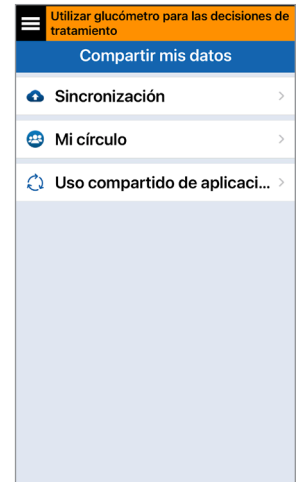 Utilizar glucómetro para las decisiones de
tratamiento
Compartir mis datos
Sincronización
Mi círculo
Uso compartido de aplicaci...